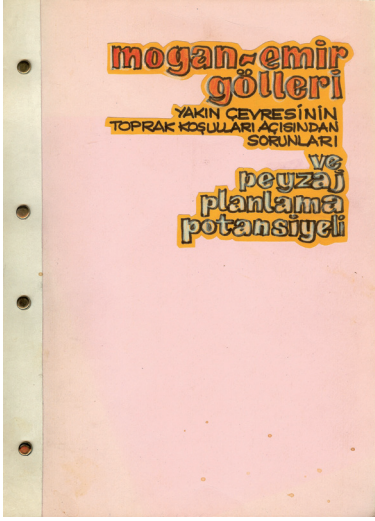 mogan-emir
gölleri
YAKIN ÇEVRESİNİN
TOPRAK KOŞULLARI AÇISINDAN
SORUNLARI
ve
peyzaj
planlama
potansiyeli